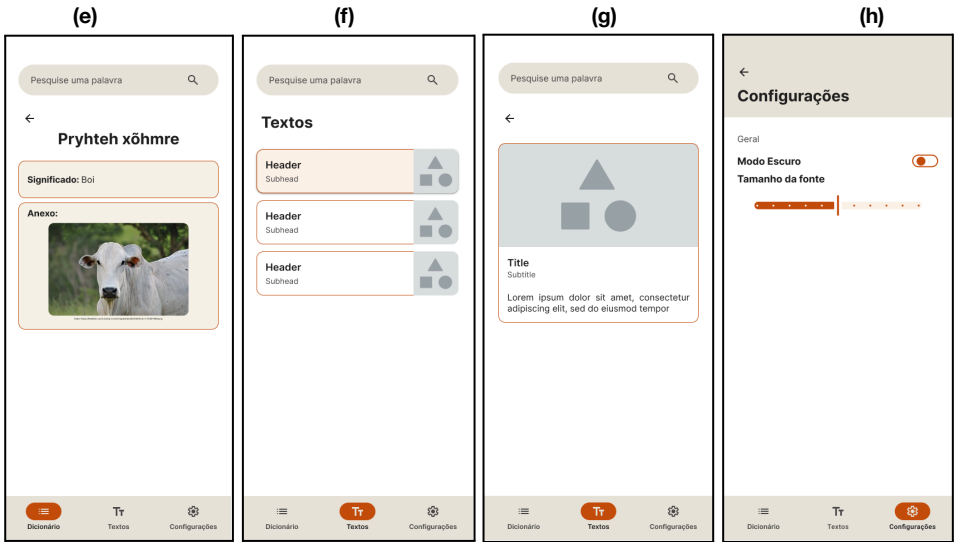 (e)
Pesquise uma palavra
Pryhteh xõhmre
Significado: Boi
Anexo:
Dicionário
Textos
Configurações
(f)
Pesquise uma palavra
Textos
Header
Subhead
Header
Subhead
Header
Subhead
Dicionário
Textos
Configurações
(g)
Pesquise uma palavra
Title
Subtitle
Lorem ipsum dolor sit amet, consectetur
adipiscing elit, sed do eiusmod tempor
Dicionário
Textos
Configurações
(h)
Configurações
Geral
Modo Escuro
Tamanho da fonte
Dicionário
Textos
Configurações